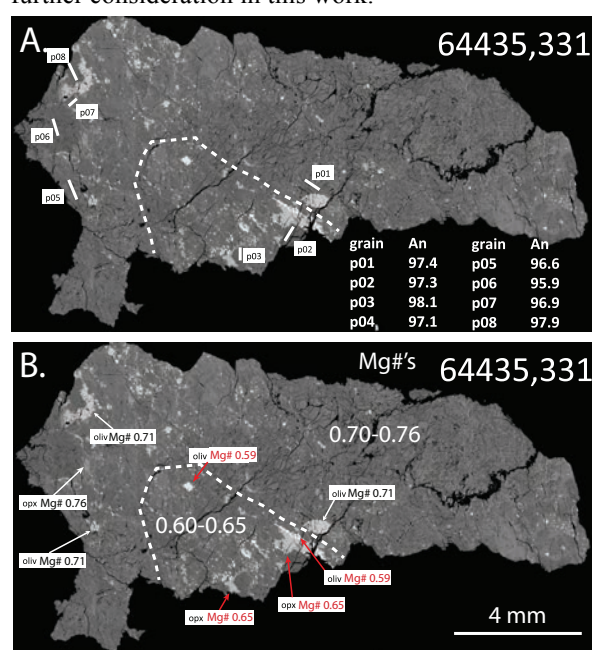 further consideration in this work.
A.
64435,331
p08
p07
p06
p05
p01
p02
p03
grain An grain An
p01 97.4 p05 96.6
p02 97.3 p06 95.9
p03 98.1 p07 96.9
p04 97.1 p08 97.9
B.
Mg#'s
64435,331
0.70-0.76
oliv Mg# 0.71
oliv Mg# 0.59
opx Mg# 0.76
0.60-0.65
oliv Mg# 0.71
oliv Mg# 0.71
oliv Mg# 0.59
opx Mg# 0.65
opx Mg# 0.65
4 mm